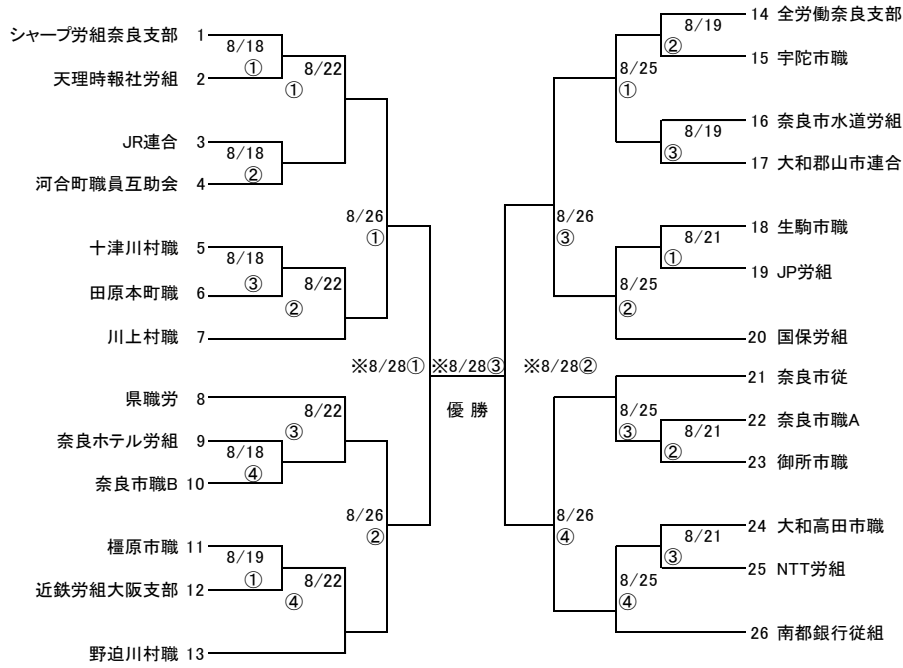 シャープ労組奈良支部 1
8/18
①
天理時報社労組 2
8/22
①
JR連合 3
8/18
②
河合町職員互助会 4
8/26
①
十津川村職 5
8/18
③
田原本町職 6
8/22
②
川上村職 7
※8/28①
県職労 8
8/22
③
奈良ホテル労組 9
8/18
④
奈良市職B 10
8/26
②
橿原市職 11
8/19
①
近鉄労組大阪支部 12
8/22
④
野迫川村職 13
※8/28③
優 勝
14 全労働奈良支部
8/19
②
15 宇陀市職
8/25
①
16 奈良市水道労組
8/19
③
17 大和郡山市連合
8/26
③
18 生駒市職
8/21
①
19 JP労組
8/25
②
20 国保労組
※8/28②
21 奈良市従
8/25
③
22 奈良市職A
8/21
②
23 御所市職
8/26
④
24 大和高田市職
8/21
③
25 NTT労組
8/25
④
26 南都銀行従組